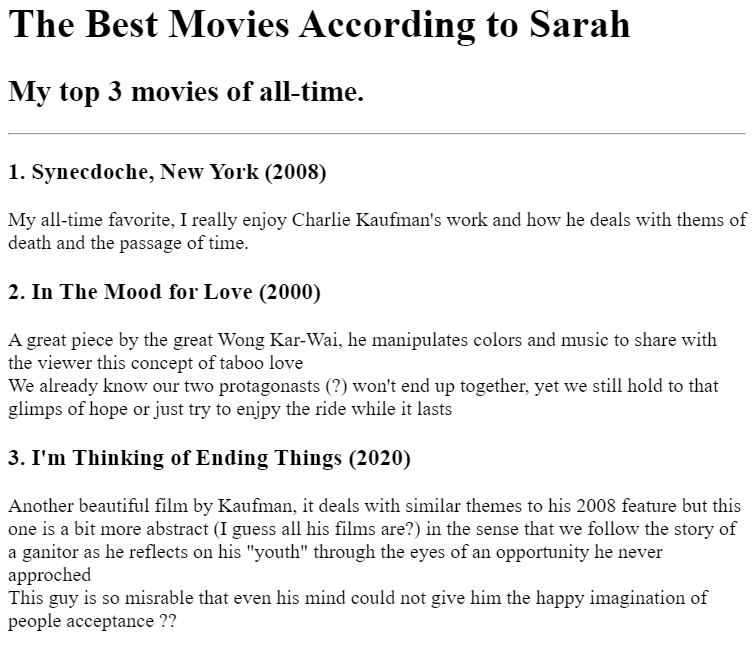 The Best Movies According to Sarah
My top 3 movies of all-time.
1. Synecdoche, New York (2008)
My all-time favorite, I really enjoy Charlie Kaufman's work and how he deals with thems of
death and the passage of time.
2. In The Mood for Love (2000)
A great piece by the great Wong Kar-Wai, he manipulates colors and music to share with
the viewer this concept of taboo love
We already know our two protagonasts (?) won't end up together, yet we still hold to that
glimps of hope or just try to enjpy the ride while it lasts
3. I'm Thinking of Ending Things (2020)
Another beautiful film by Kaufman, it deals with similar themes to his 2008 feature but this
one is a bit more abstract (I guess all his films are?) in the sense that we follow the story of
a ganitor as he reflects on his "youth" through the eyes of an opportunity he never
approched
This guy is so misrable that even his mind could not give him the happy imagination of
people acceptance ??